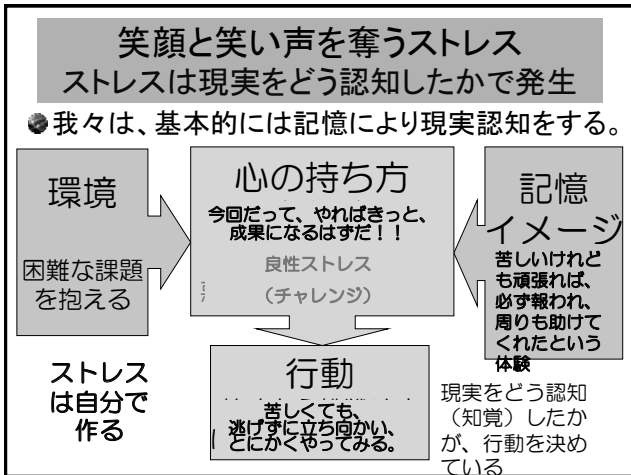 笑顔と笑い声を奪うストレス
ストレスは現実をどう認知したかで発生
我々は、基本的には記憶により現実認知をする。
環境
困難な課題
を抱える
心の持ち方
今回だって、やればきっと、
成果になるはずだ！！
良性ストレス
（チャレンジ）
記憶
イメージ
苦しいけれど
も頑張れば、
必ず報われ、
周りも助けて
くれたという
体験
ストレス
は自分で
作る
行動
苦しくても、
逃げずに立ち向かい、
とにかくやってみる。
現実をどう認知
（知覚）したか
が、行動を決め
ている